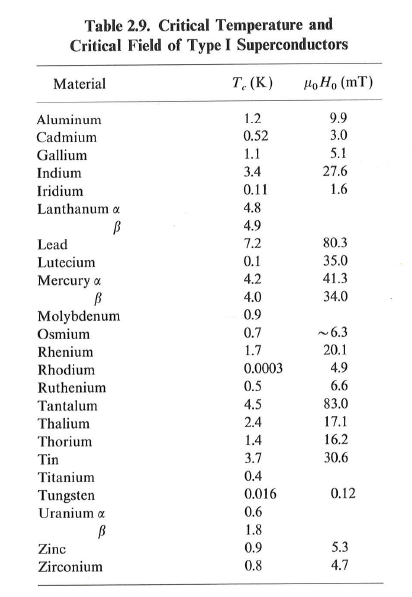 Table 2.9. Critical Temperature and
Critical Field of Type I Superconductors
Material T_c (K) μ₀H₀ (mT)
Aluminum 1.2 9.9
Cadmium 0.52 3.0
Gallium 1.1 5.1
Indium 3.4 27.6
Iridium 0.11 1.6
Lanthanum α 4.8
β 4.9
Lead 7.2 80.3
Lutecium 0.1 35.0
Mercury α 4.2 41.3
β 4.0 34.0
Molybdenum 0.9
Osmium 0.7 ~6.3
Rhenium 1.7 20.1
Rhodium 0.0003 4.9
Ruthenium 0.5 6.6
Tantalum 4.5 83.0
Thalium 2.4 17.1
Thorium 1.4 16.2
Tin 3.7 30.6
Titanium 0.4
Tungsten 0.016 0.12
Uranium α 0.6
β 1.8
Zinc 0.9 5.3
Zirconium 0.8 4.7